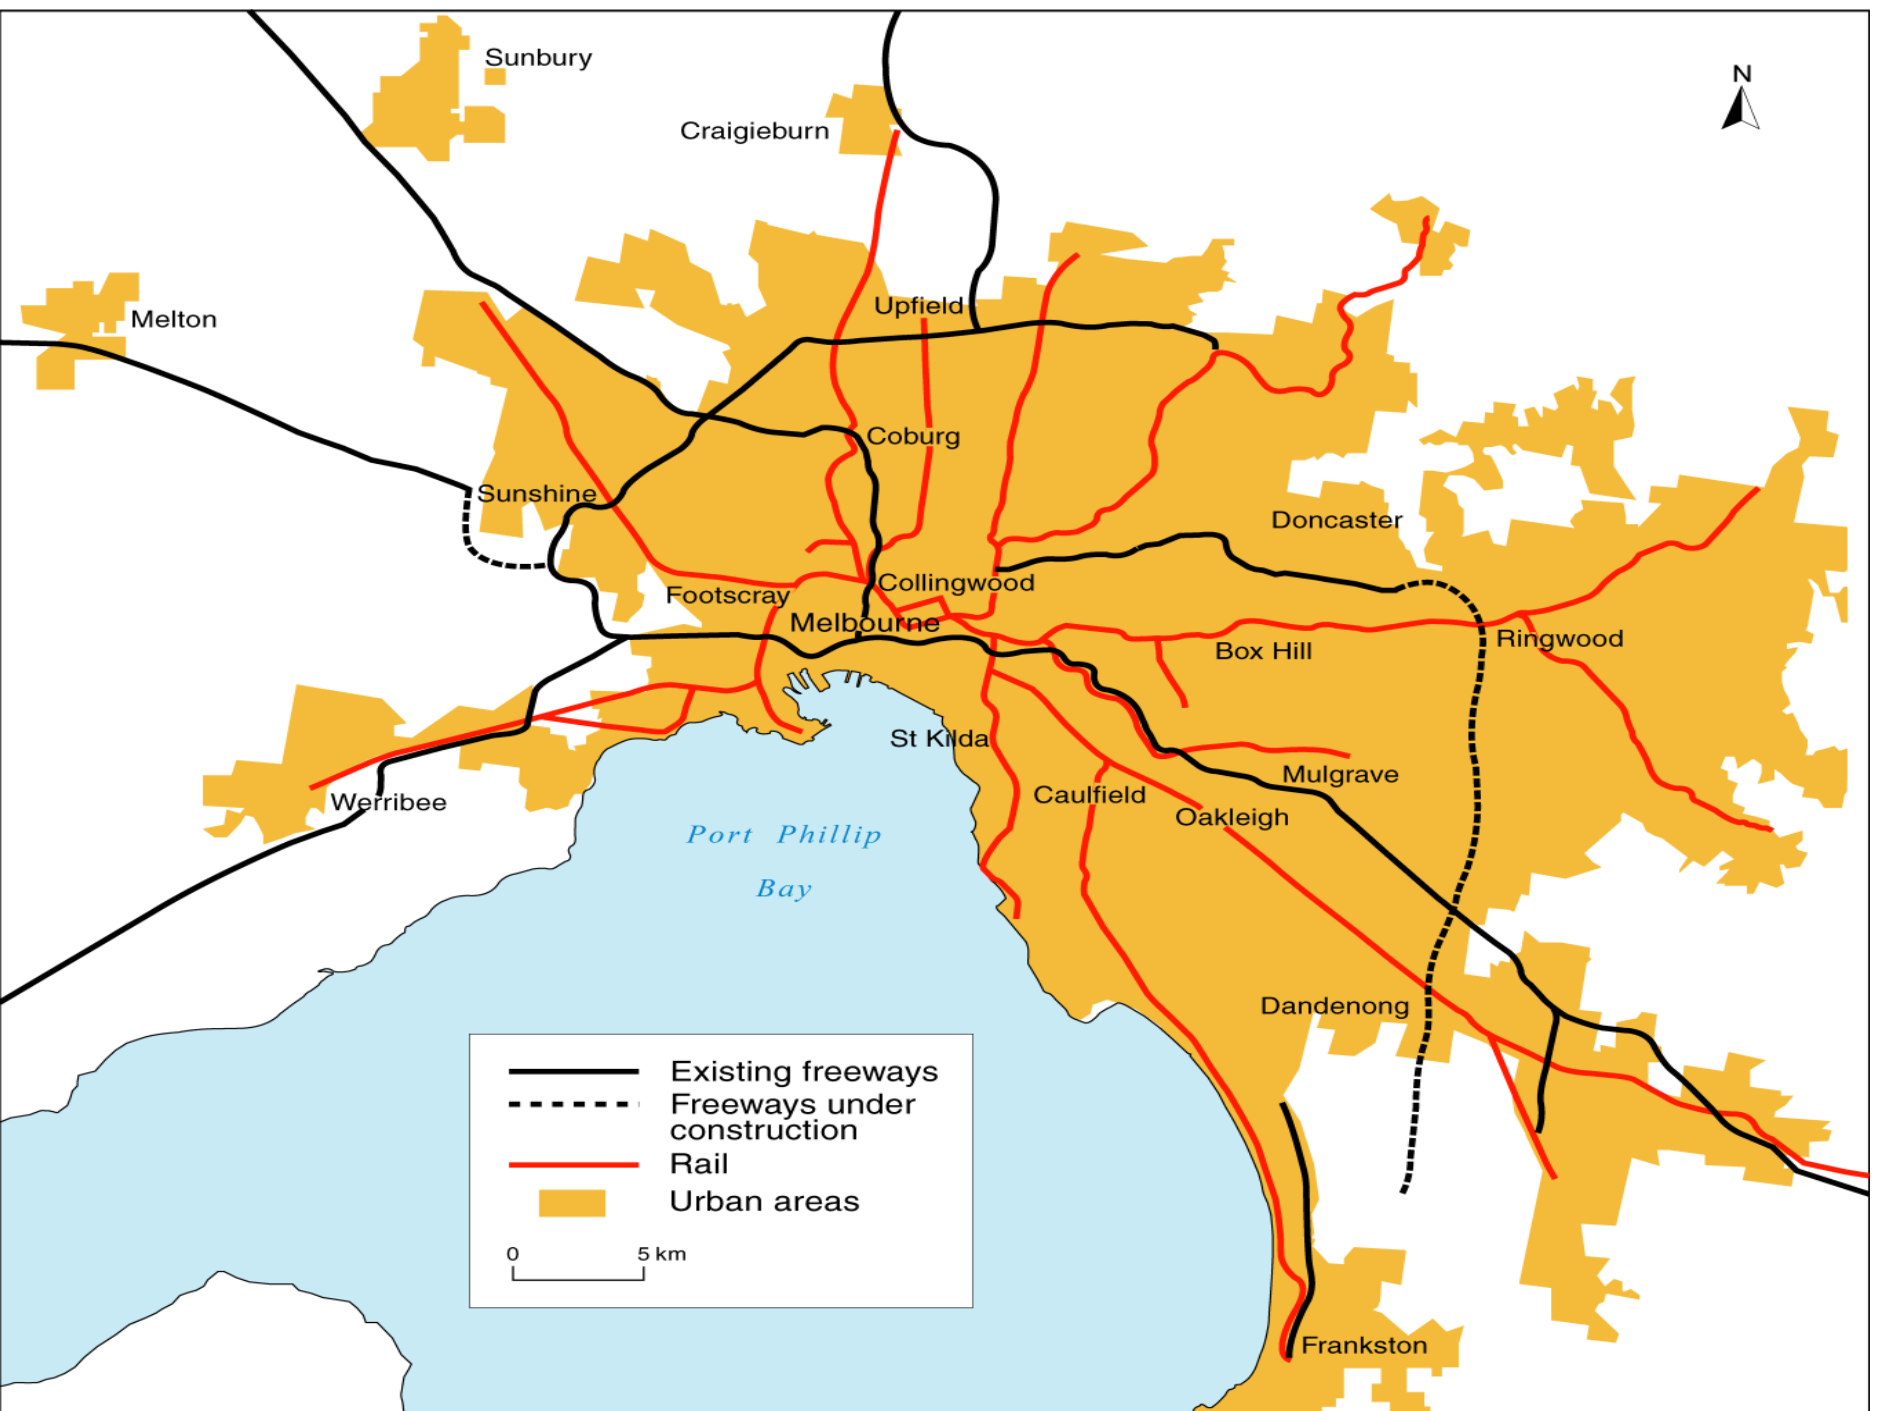 Sunbury
N
Craigieburn
Upfield
Melton
Coburg
Sunshine
Doncaster
Collingwood
Footscray
Melbourne
Ringwood
Box Hill
St Kilda
Mulgrave
Caulfield
Werribee
Oakleigh
Port Phillip
Bay
Dandenong
Existing freeways
Freeways under
construction
Rail
Urban areas
0 5 km
Frankston